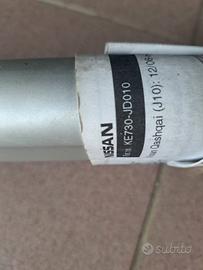 NISSAN
KE730-JD010
Qashqai (J10): 12/06
subito